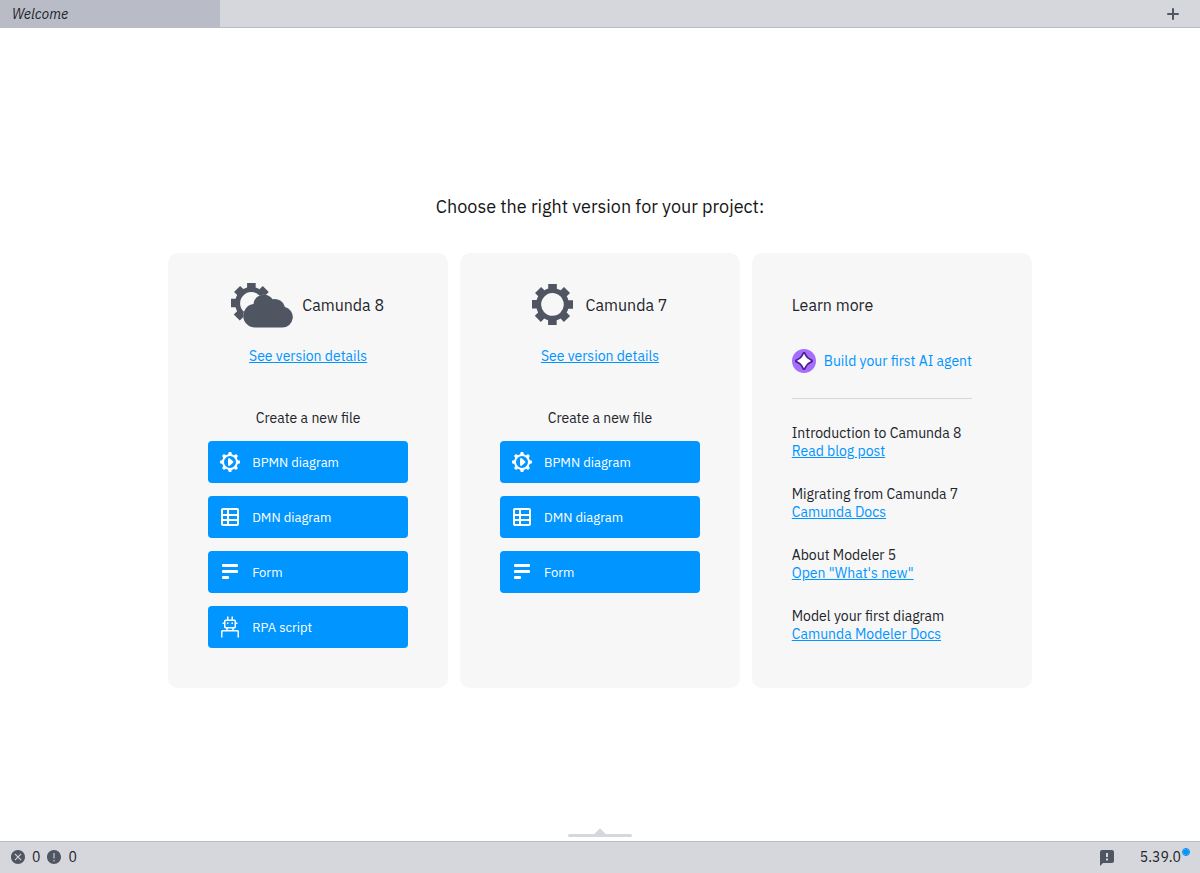 Welcome
Choose the right version for your project:
Camunda 8
See version details
Create a new file
BPMN diagram
DMN diagram
Form
RPA script
Camunda 7
See version details
Create a new file
BPMN diagram
DMN diagram
Form
Learn more
Build your first AI agent
Introduction to Camunda 8
Read blog post
Migrating from Camunda 7
Camunda Docs
About Modeler 5
Open "What's new"
Model your first diagram
Camunda Modeler Docs
0 0
5.39.0